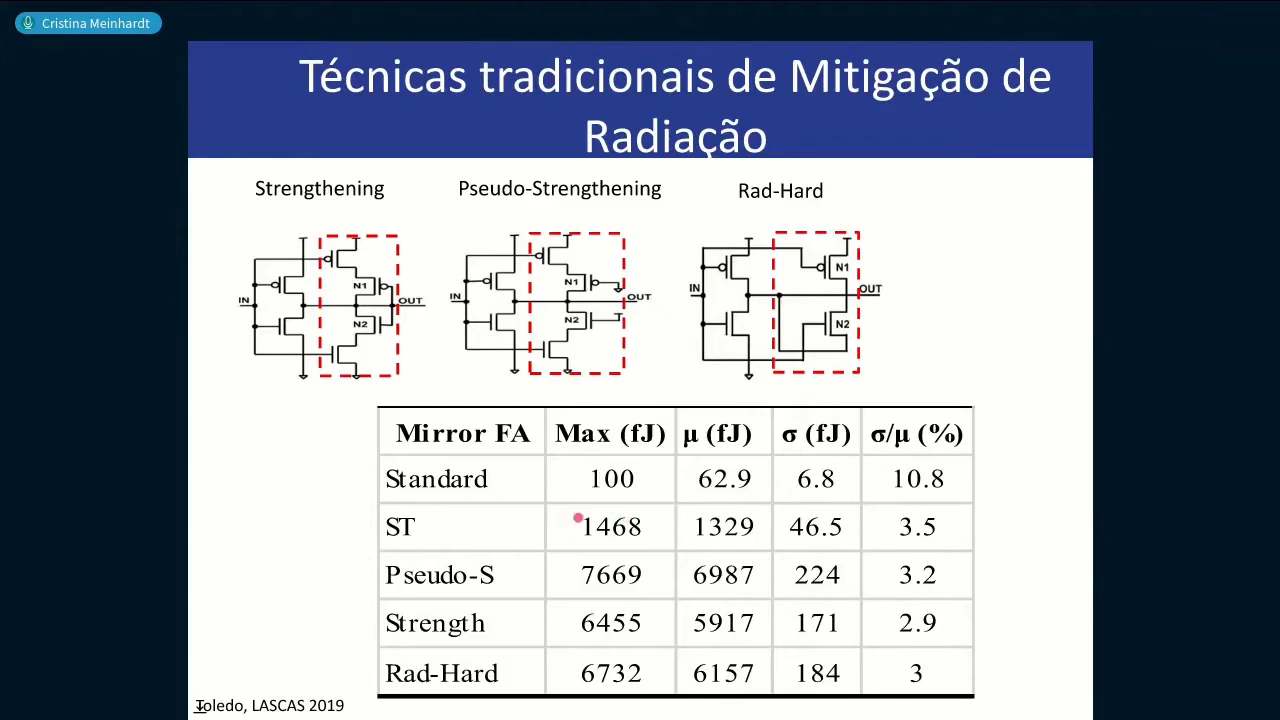 Cristina Meinhardt
Técnicas tradicionais de Mitigação de
Radiação
Strengthening
Pseudo-Strengthening
Rad-Hard
IN
N1
N2
OUT
IN
N1
N2
OUT
IN
N1
N2
OUT
Mirror FA Max (fJ) μ (fJ) σ (fJ) σ/μ (%)
Standard 100 62.9 6.8 10.8
ST 1468 1329 46.5 3.5
Pseudo-S 7669 6987 224 3.2
Strength 6455 5917 171 2.9
Rad-Hard 6732 6157 184 3
Toledo, LASCAS 2019